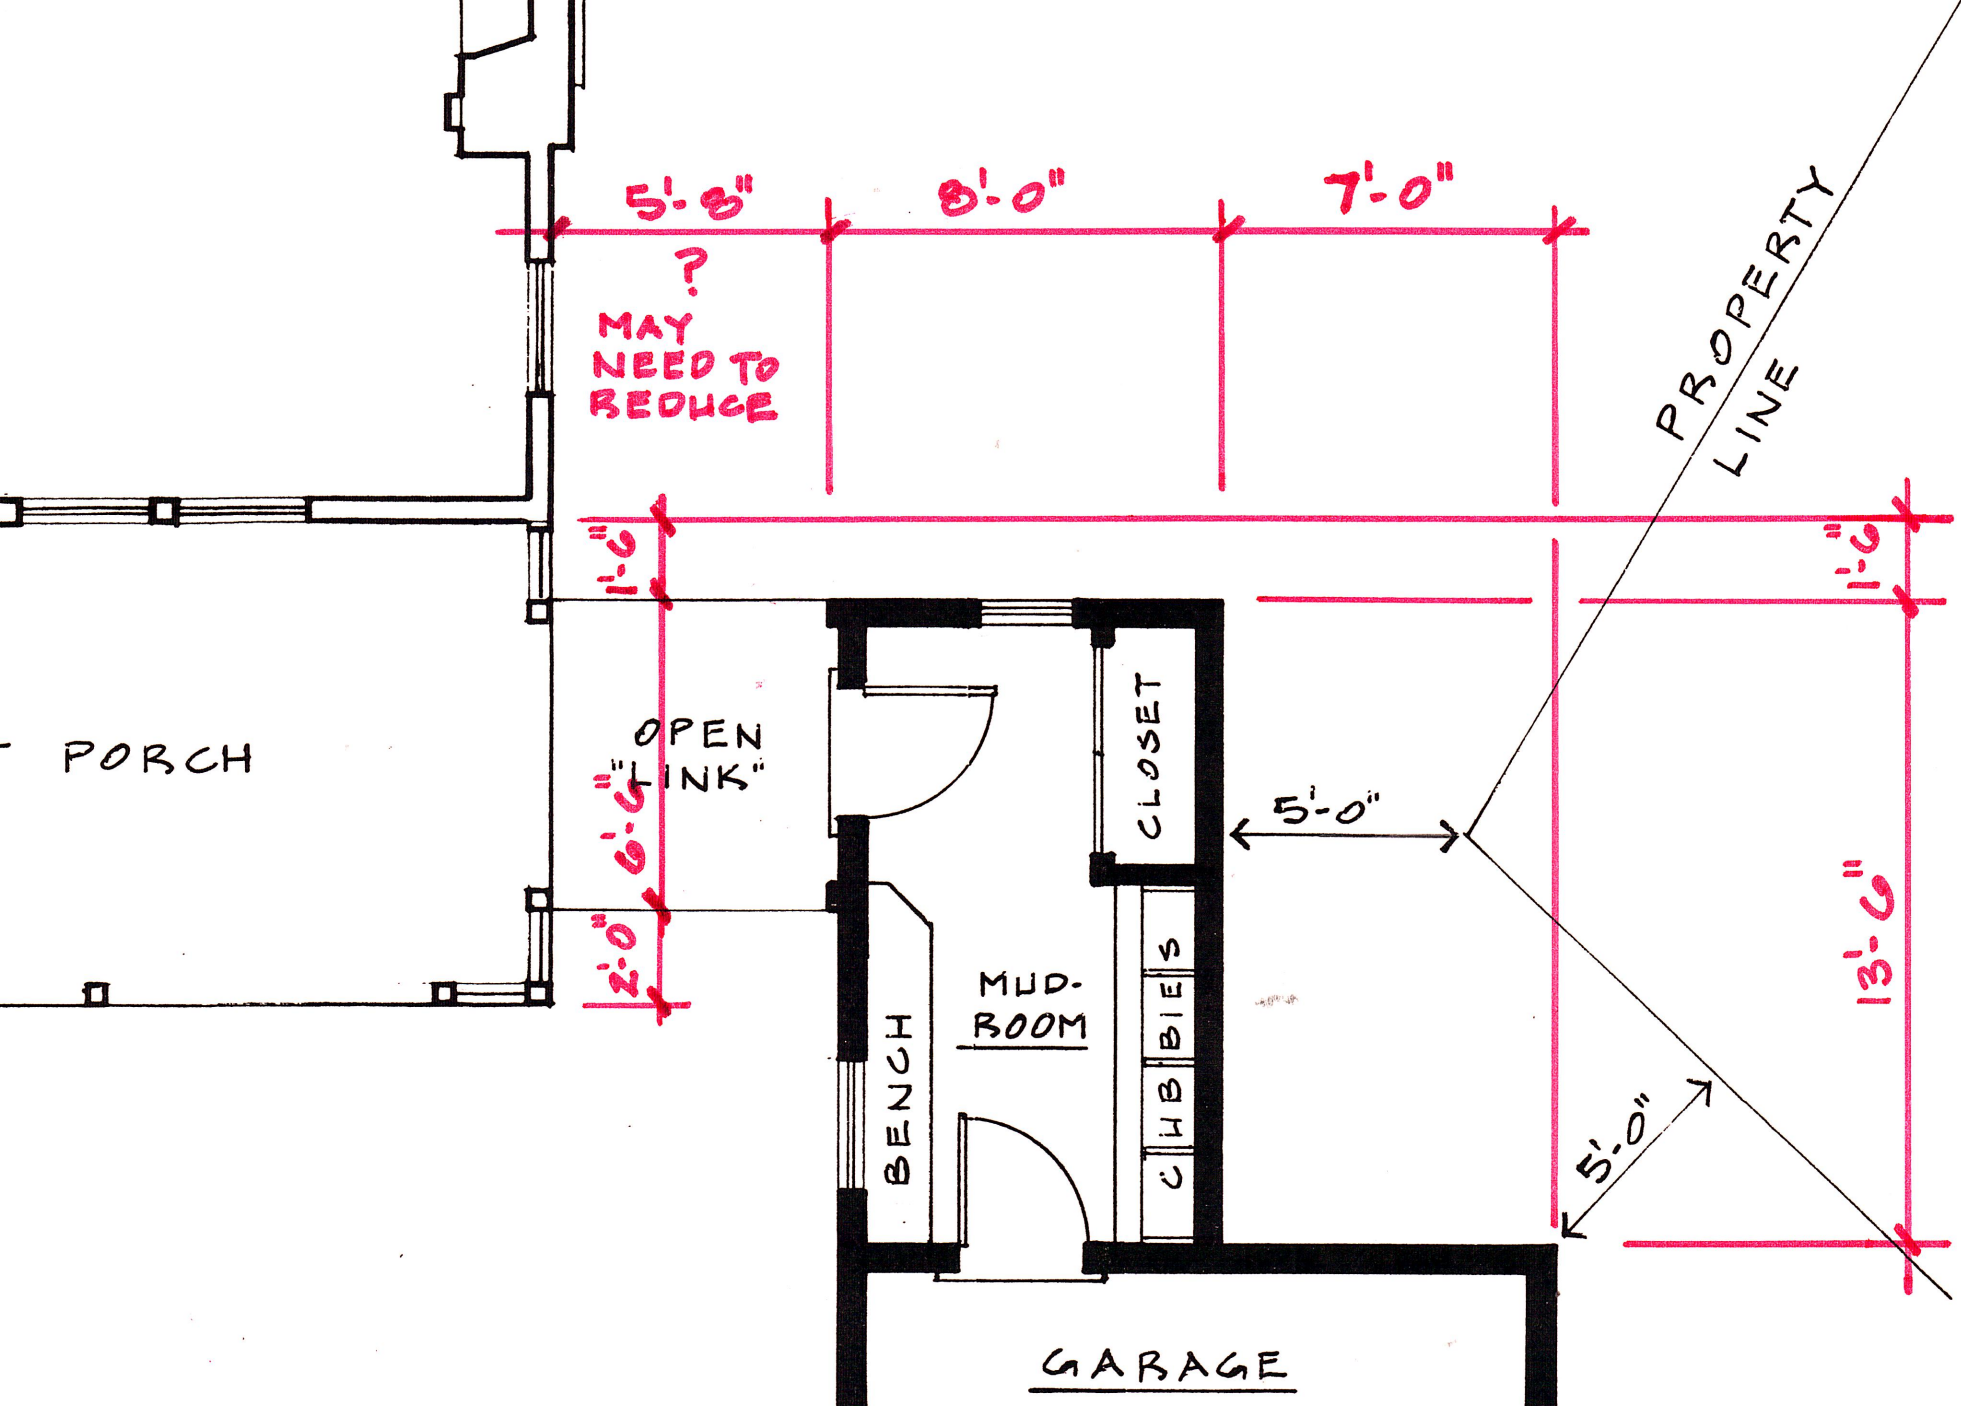 5'-8"
8'-0"
7'-0"
?
MAY
NEED TO
REDUCE
PROPERTY
LINE
1'-6"
1'-6"
OPEN
"LINK"
PORCH
6'-6"
2'-0"
CLOSET
5'-0"
13'-6"
MUD-
ROOM
BENCH
CUBBIES
5'-0"
GARAGE